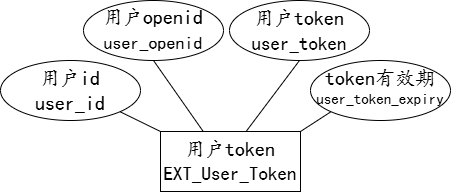 用户openid
user_openid
用户token
user_token
用户id
user_id
token有效期
user_token_expiry
用户token
EXT_User_Token